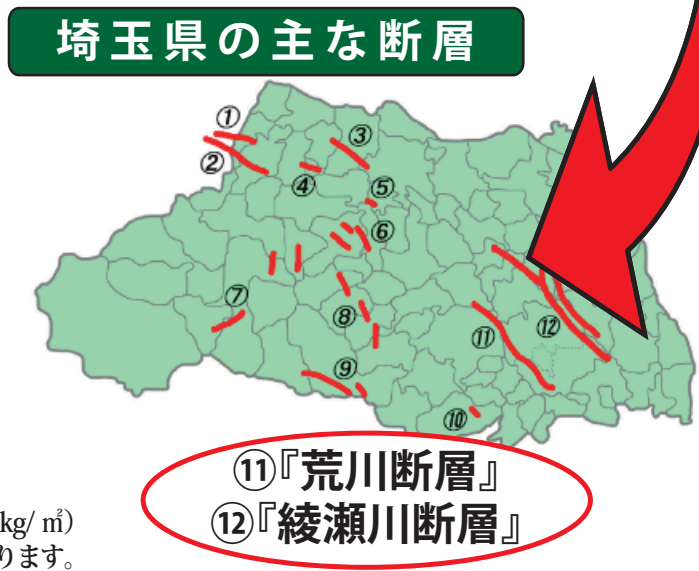 埼玉県の主な断層
①
②
③
④
⑤
⑥
⑦
⑧
⑨
⑩
⑪
⑫
⑪『荒川断層』
⑫『綾瀬川断層』
kg/㎡)
ります。